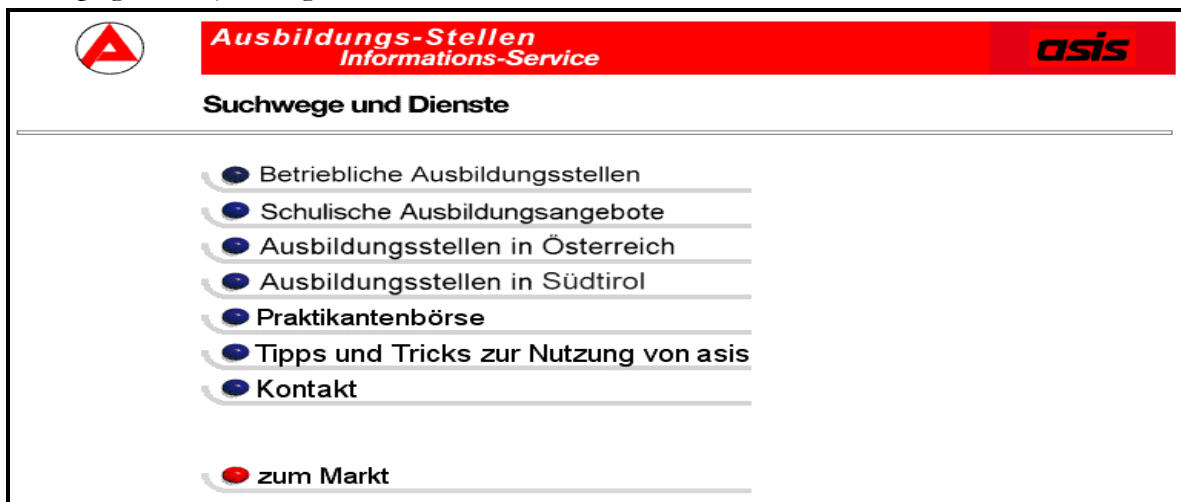 Ausbildungs-Stellen
Informations-Service
asis
Suchwege und Dienste
Betriebliche Ausbildungsstellen
Schulische Ausbildungsangebote
Ausbildungsstellen in Österreich
Ausbildungsstellen in Südtirol
Praktikantenbörse
Tipps und Tricks zur Nutzung von asis
Kontakt
zum Markt